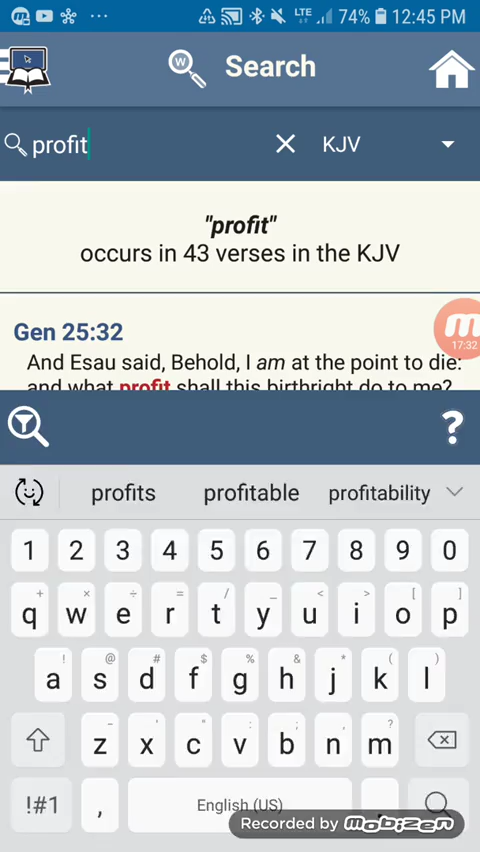 LTE 74% 12:45 PM
W Search
profit KJV
"profit"
occurs in 43 verses in the KJV
Gen 25:32
And Esau said, Behold, I am at the point to die:
and what profit shall this birthright do to me?
17:32
?
profits profitable profitability
1 2 3 4 5 6 7 8 9 0
+ × ÷ = / _ < > [ ]
q w e r t y u i o p
! @ # $ % ^ & * ( )
a s d f g h j k l
- ' " : ; , ?
z x c v b n m
!#1 , English (US) .
Recorded by mobizen